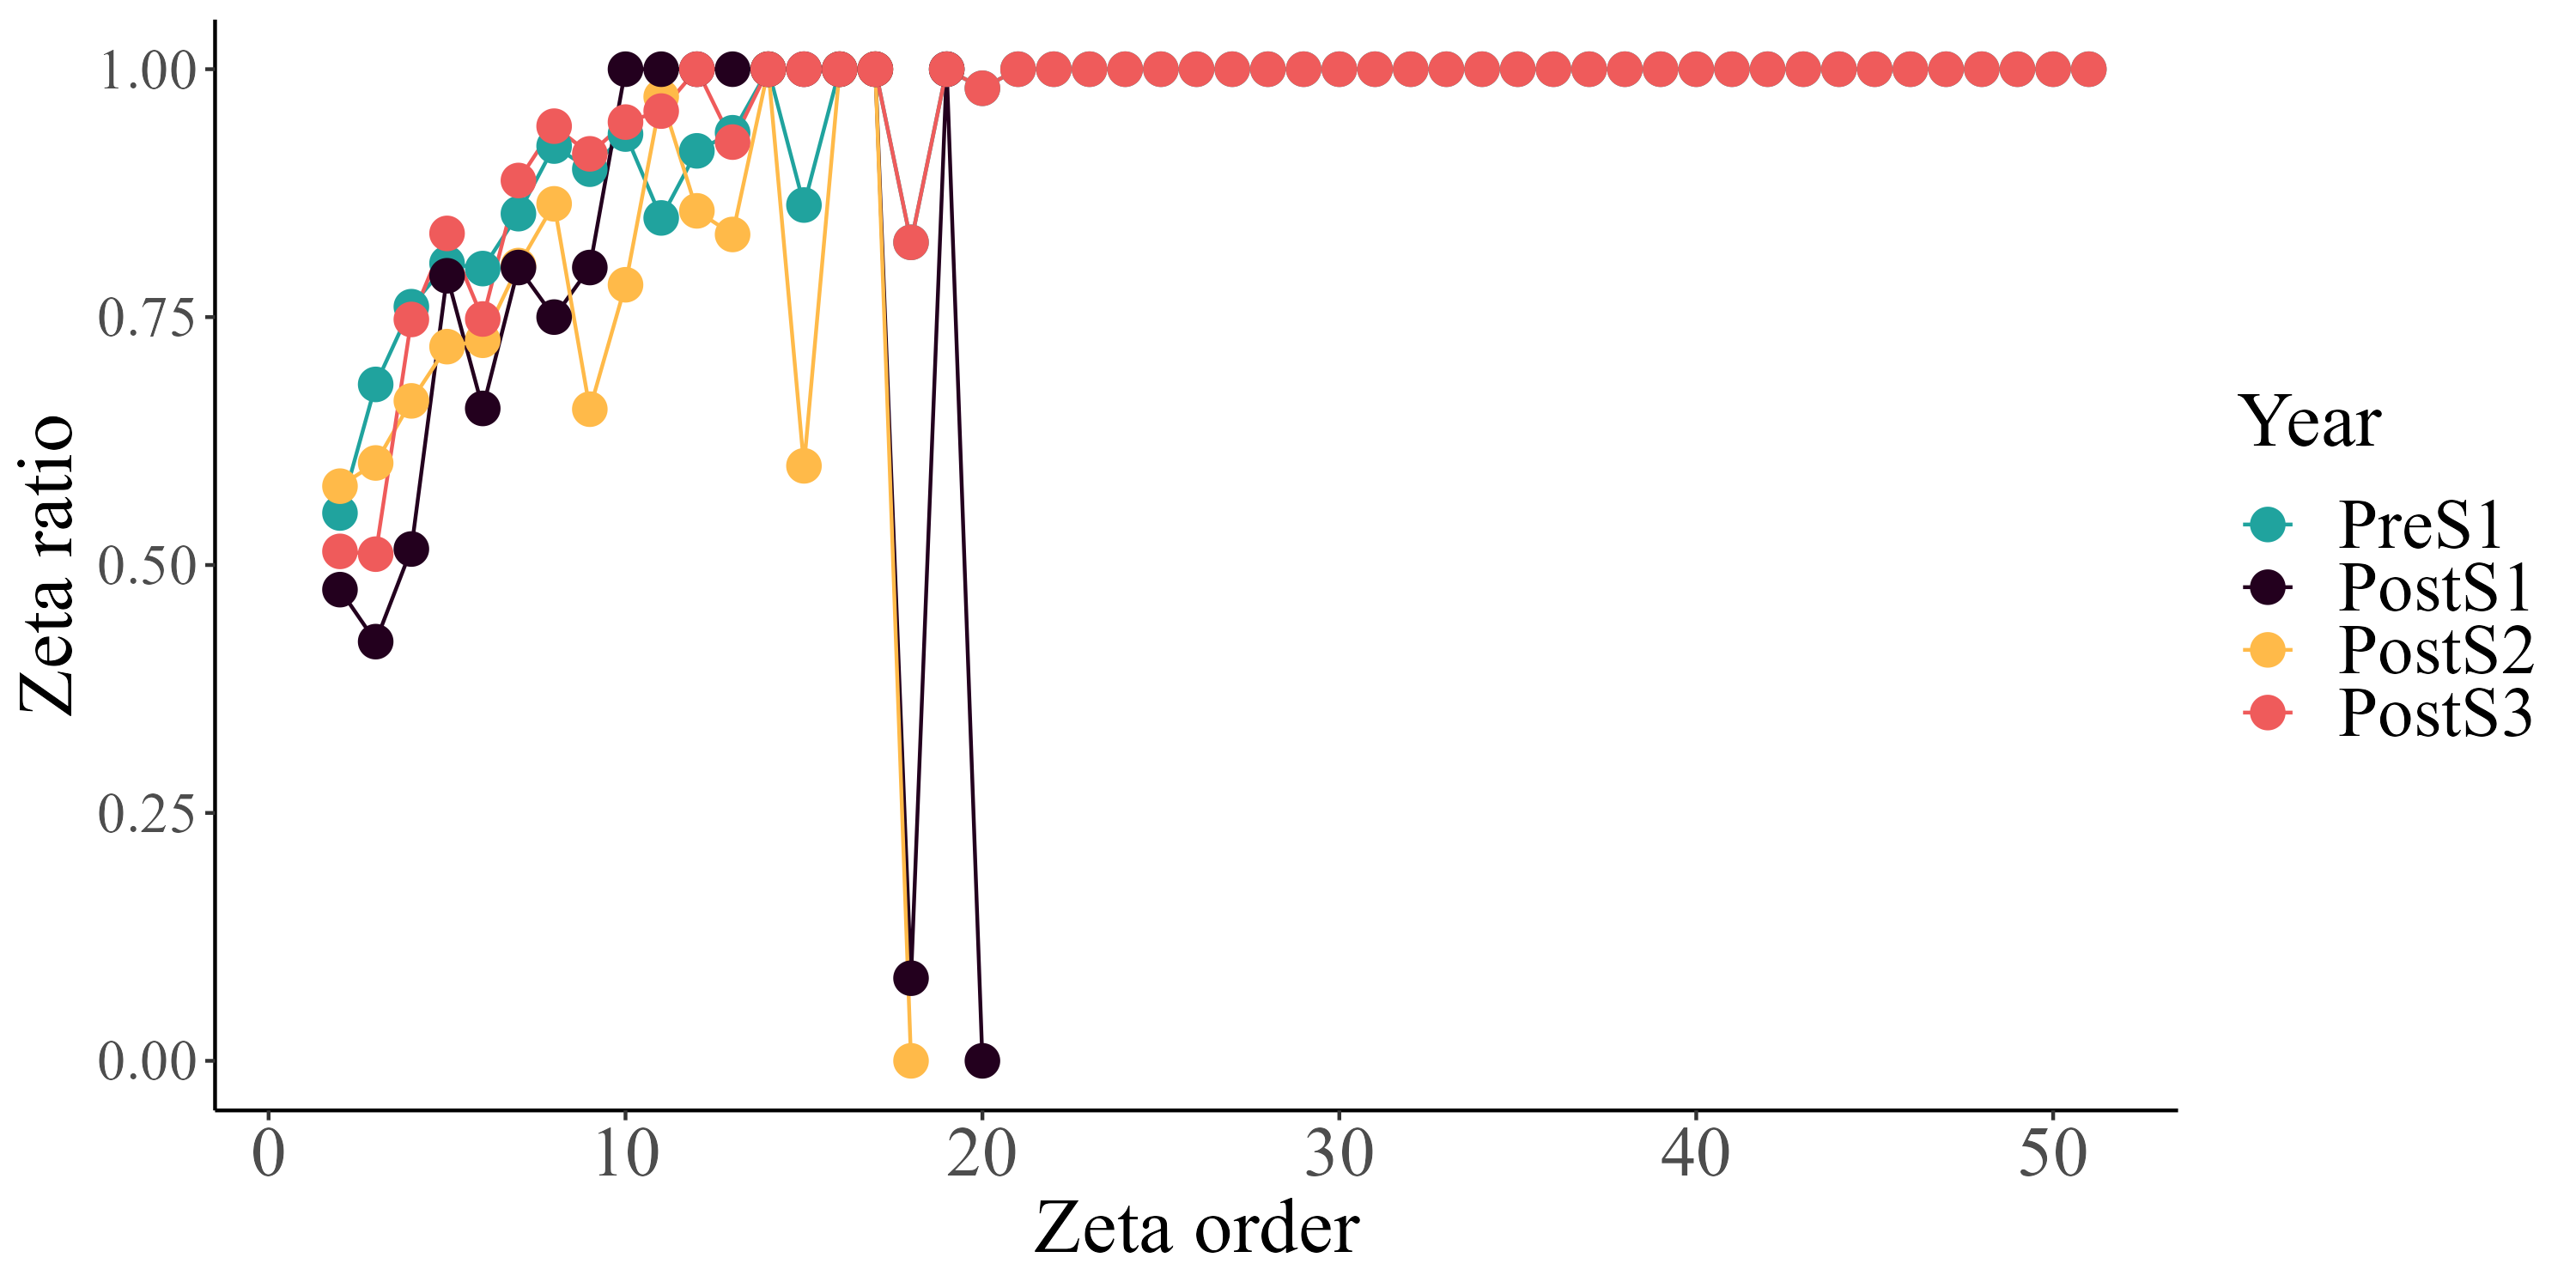 1.00
0.75
0.50
0.25
0.00
Zeta ratio
0 10 20 30 40 50
Zeta order
Year
PreS1
PostS1
PostS2
PostS3